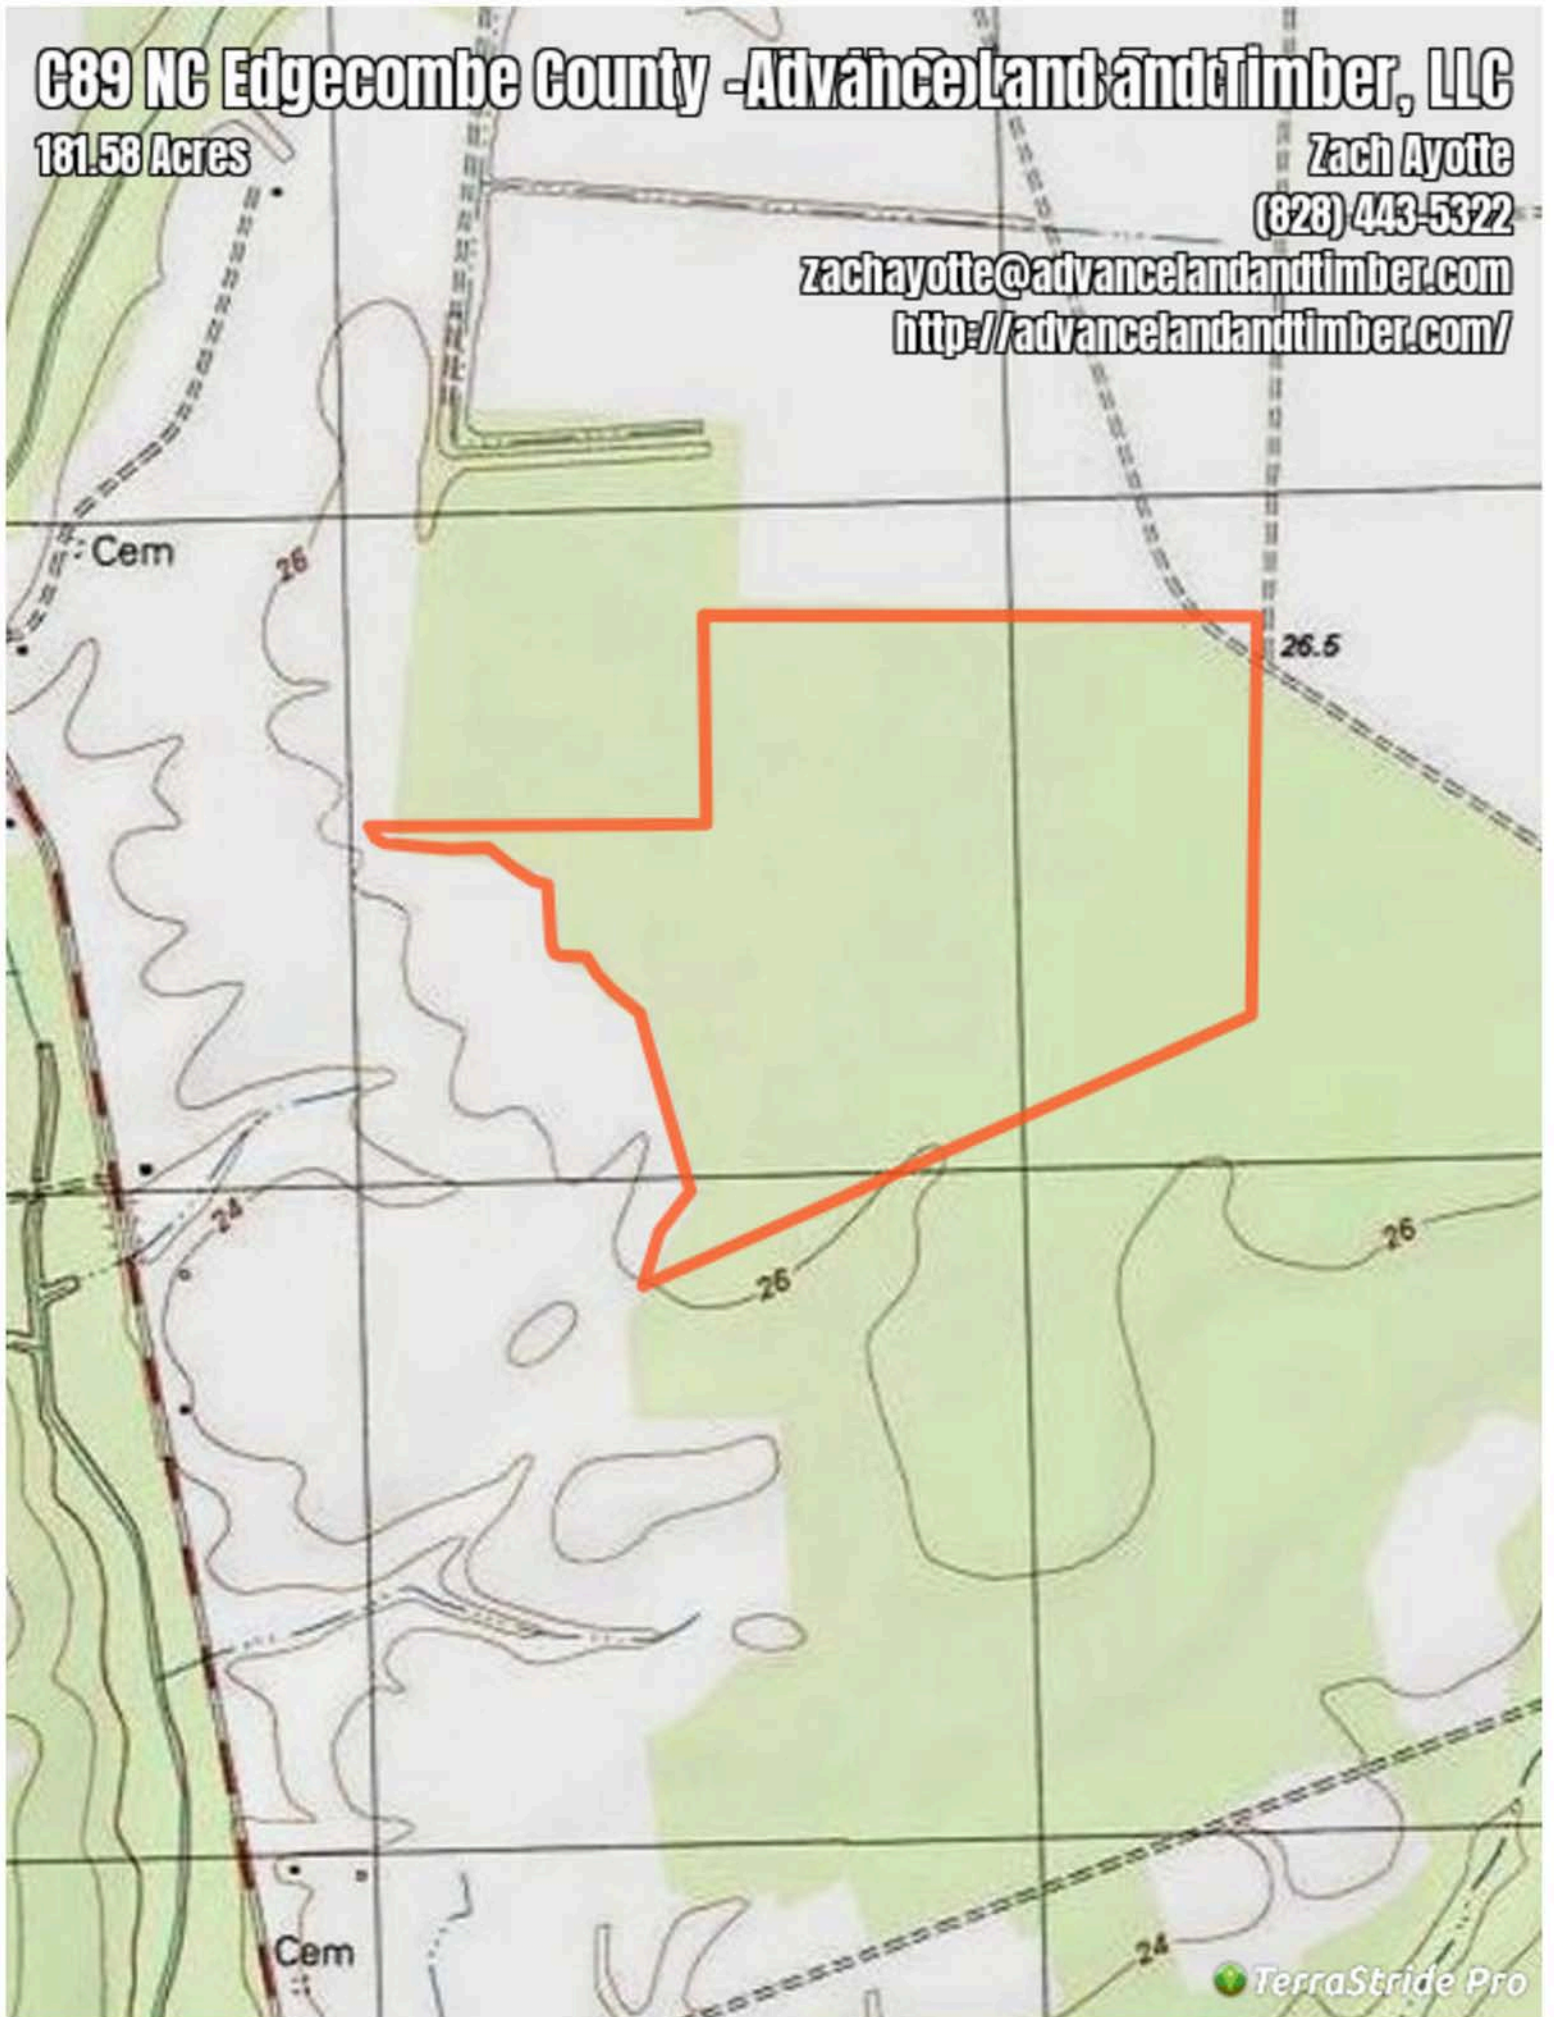 C89 NC Edgecombe County -
Advance Land and Timber, LLC
181.58 Acres
Zach Ayotte
(828) 443-5322
zachayotte@advancelandandtimber.com
http://advancelandandtimber.com/
Cem
26
26.5
24
26
26
24
Cem
TerraStride Pro